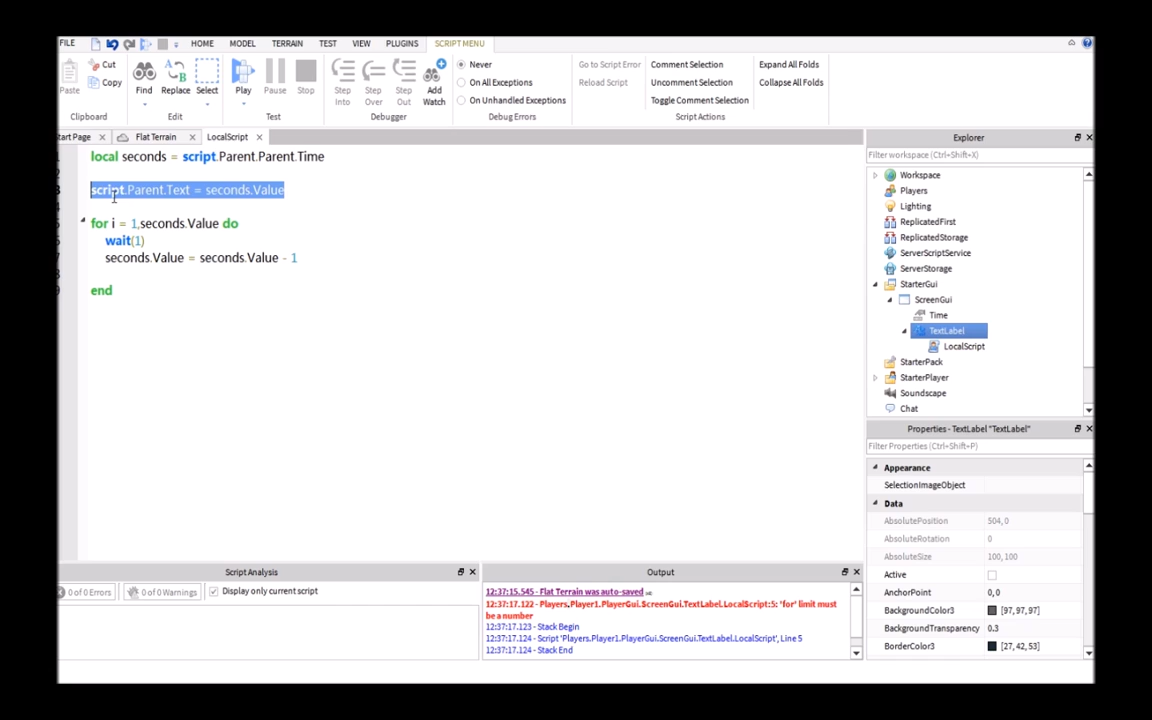 FILE HOME MODEL TERRAIN TEST VIEW PLUGINS SCRIPT MENU
Cut Never Go to Script Error Comment Selection Expand All Folds
Paste Copy Find Replace Select Play Pause Stop Step Into Step Over Step Out Add Watch On All Exceptions Reload Script Uncomment Selection Collapse All Folds
On Unhandled Exceptions Toggle Comment Selection
Clipboard Edit Test Debugger Debug Errors Script Actions
tart Page Flat Terrain LocalScript
local seconds = script.Parent.Parent.Time
script.Parent.Text = seconds.Value
for i = 1,seconds.Value do
wait(1)
seconds.Value = seconds.Value - 1
end
Explorer
Filter workspace (Ctrl+Shift+X)
Workspace
Players
Lighting
ReplicatedFirst
ReplicatedStorage
ServerScriptService
ServerStorage
StarterGui
ScreenGui
Time
TextLabel
LocalScript
StarterPack
StarterPlayer
Soundscape
Chat
Properties - TextLabel "TextLabel"
Filter Properties (Ctrl+Shift+P)
Appearance
SelectionImageObject
Data
AbsolutePosition 504, 0
AbsoluteRotation 0
AbsoluteSize 100, 100
Active
AnchorPoint 0, 0
BackgroundColor3 [97, 97, 97]
BackgroundTransparency 0.3
BorderColor3 [27, 42, 53]
Script Analysis
0 of 0 Errors 0 of 0 Warnings Display only current script
Output
12:37:15.545 - Flat Terrain was auto-saved
12:37:17.122 - Players.Player1.PlayerGui.ScreenGui.TextLabel.LocalScript:5: 'for' limit must
be a number
12:37:17.123 - Stack Begin
12:37:17.124 - Script 'Players.Player1.PlayerGui.ScreenGui.TextLabel.LocalScript', Line 5
12:37:17.124 - Stack End